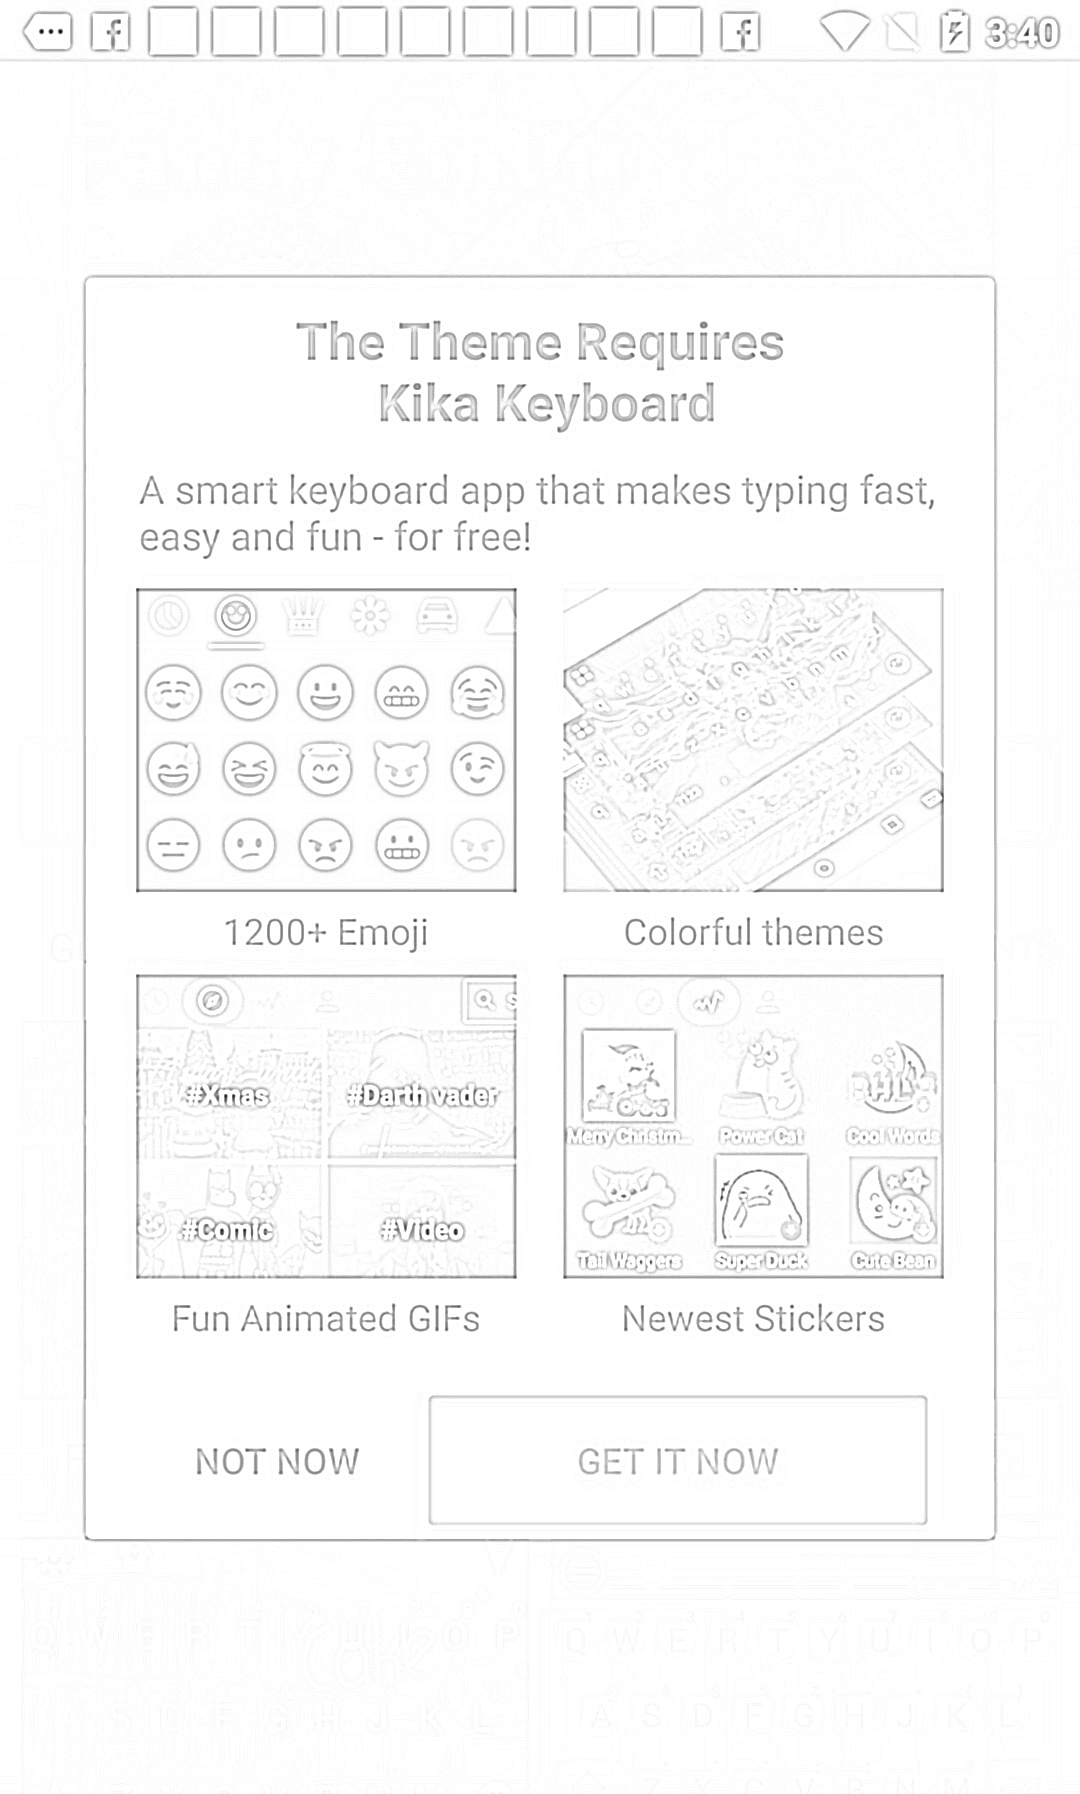 3:40
The Theme Requires
Kika Keyboard
A smart keyboard app that makes typing fast,
easy and fun - for free!
1200+ Emoji
Colorful themes
#Xmas
#Darth vader
#Comic
#Video
Merry Christm...
Power Cat
Cool Words
Tail Waggers
Super Duck
Cute Bean
Fun Animated GIFs
Newest Stickers
NOT NOW
GET IT NOW
Q W E R T Y U I O P
A S D F G H J K L